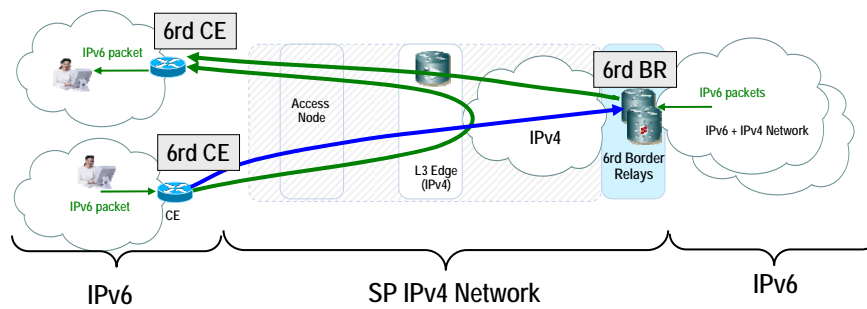 6rd CE
IPv6 packet
6rd BR
IPv6 packets
Access
Node
IPv4
IPv6 + IPv4 Network
6rd CE
L3 Edge
(IPv4)
6rd Border
Relays
IPv6 packet
CE
IPv6
SP IPv4 Network
IPv6